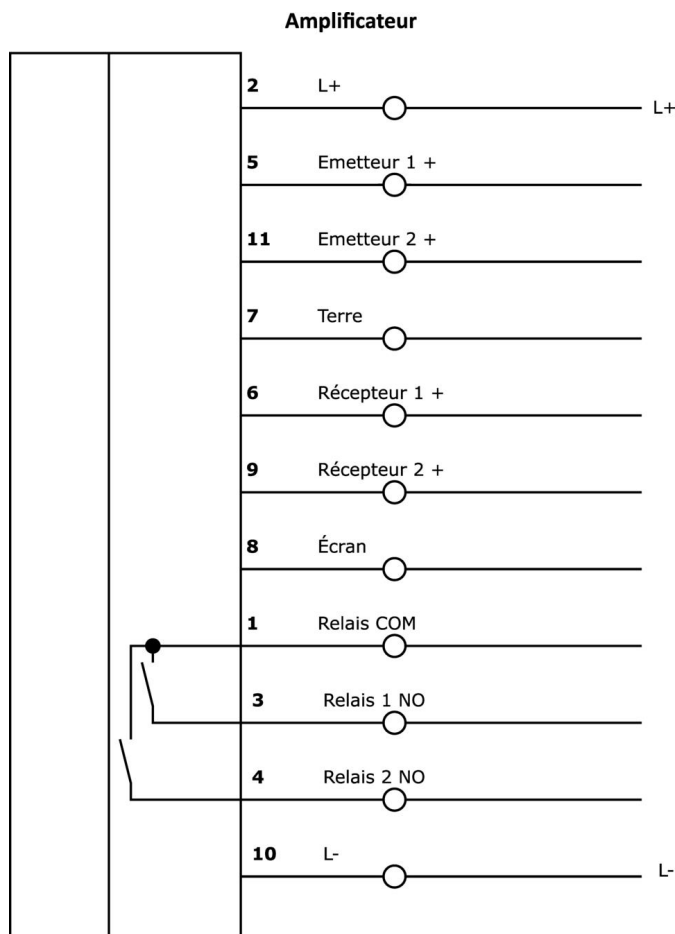 Amplificateur
2 L+
L+
5 Emetteur 1 +
11 Emetteur 2 +
7 Terre
6 Récepteur 1 +
9 Récepteur 2 +
8 Écran
1 Relais COM
3 Relais 1 NO
4 Relais 2 NO
10 L-
L-